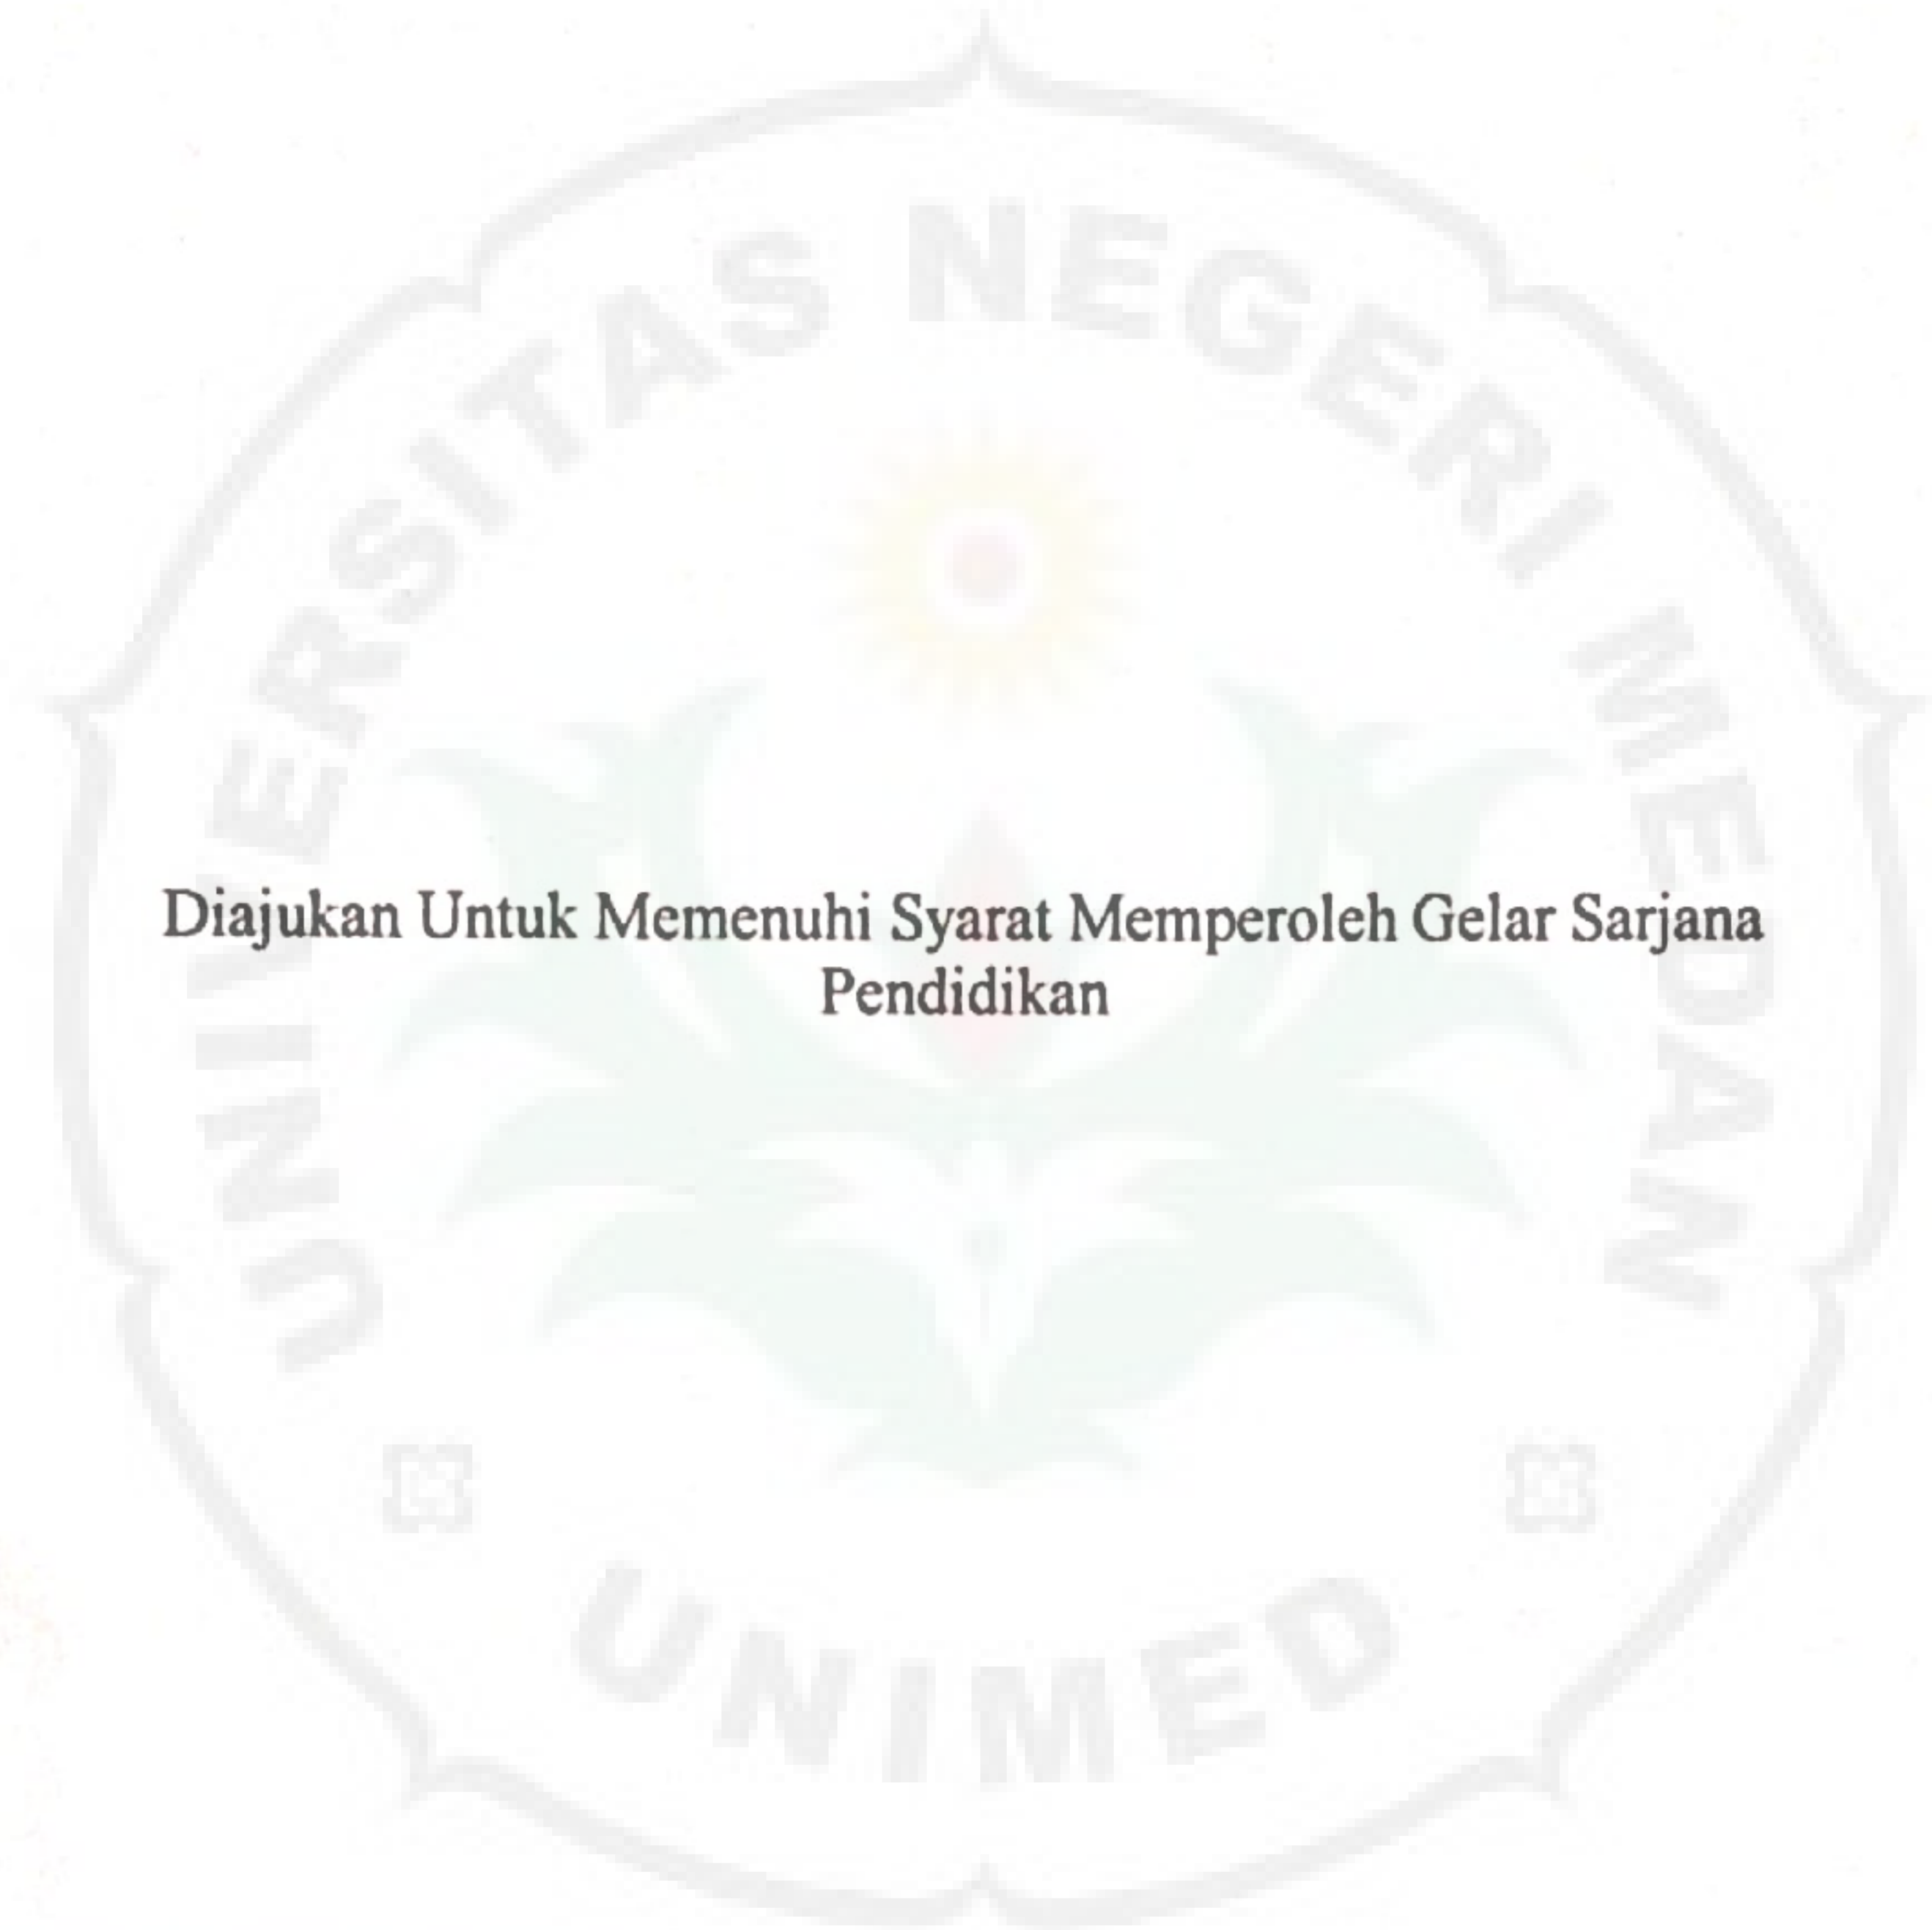 UNIVERSITAS NEGERI MEDAN
Diajukan Untuk Memenuhi Syarat Memperoleh Gelar Sarjana
Pendidikan
UNIMED